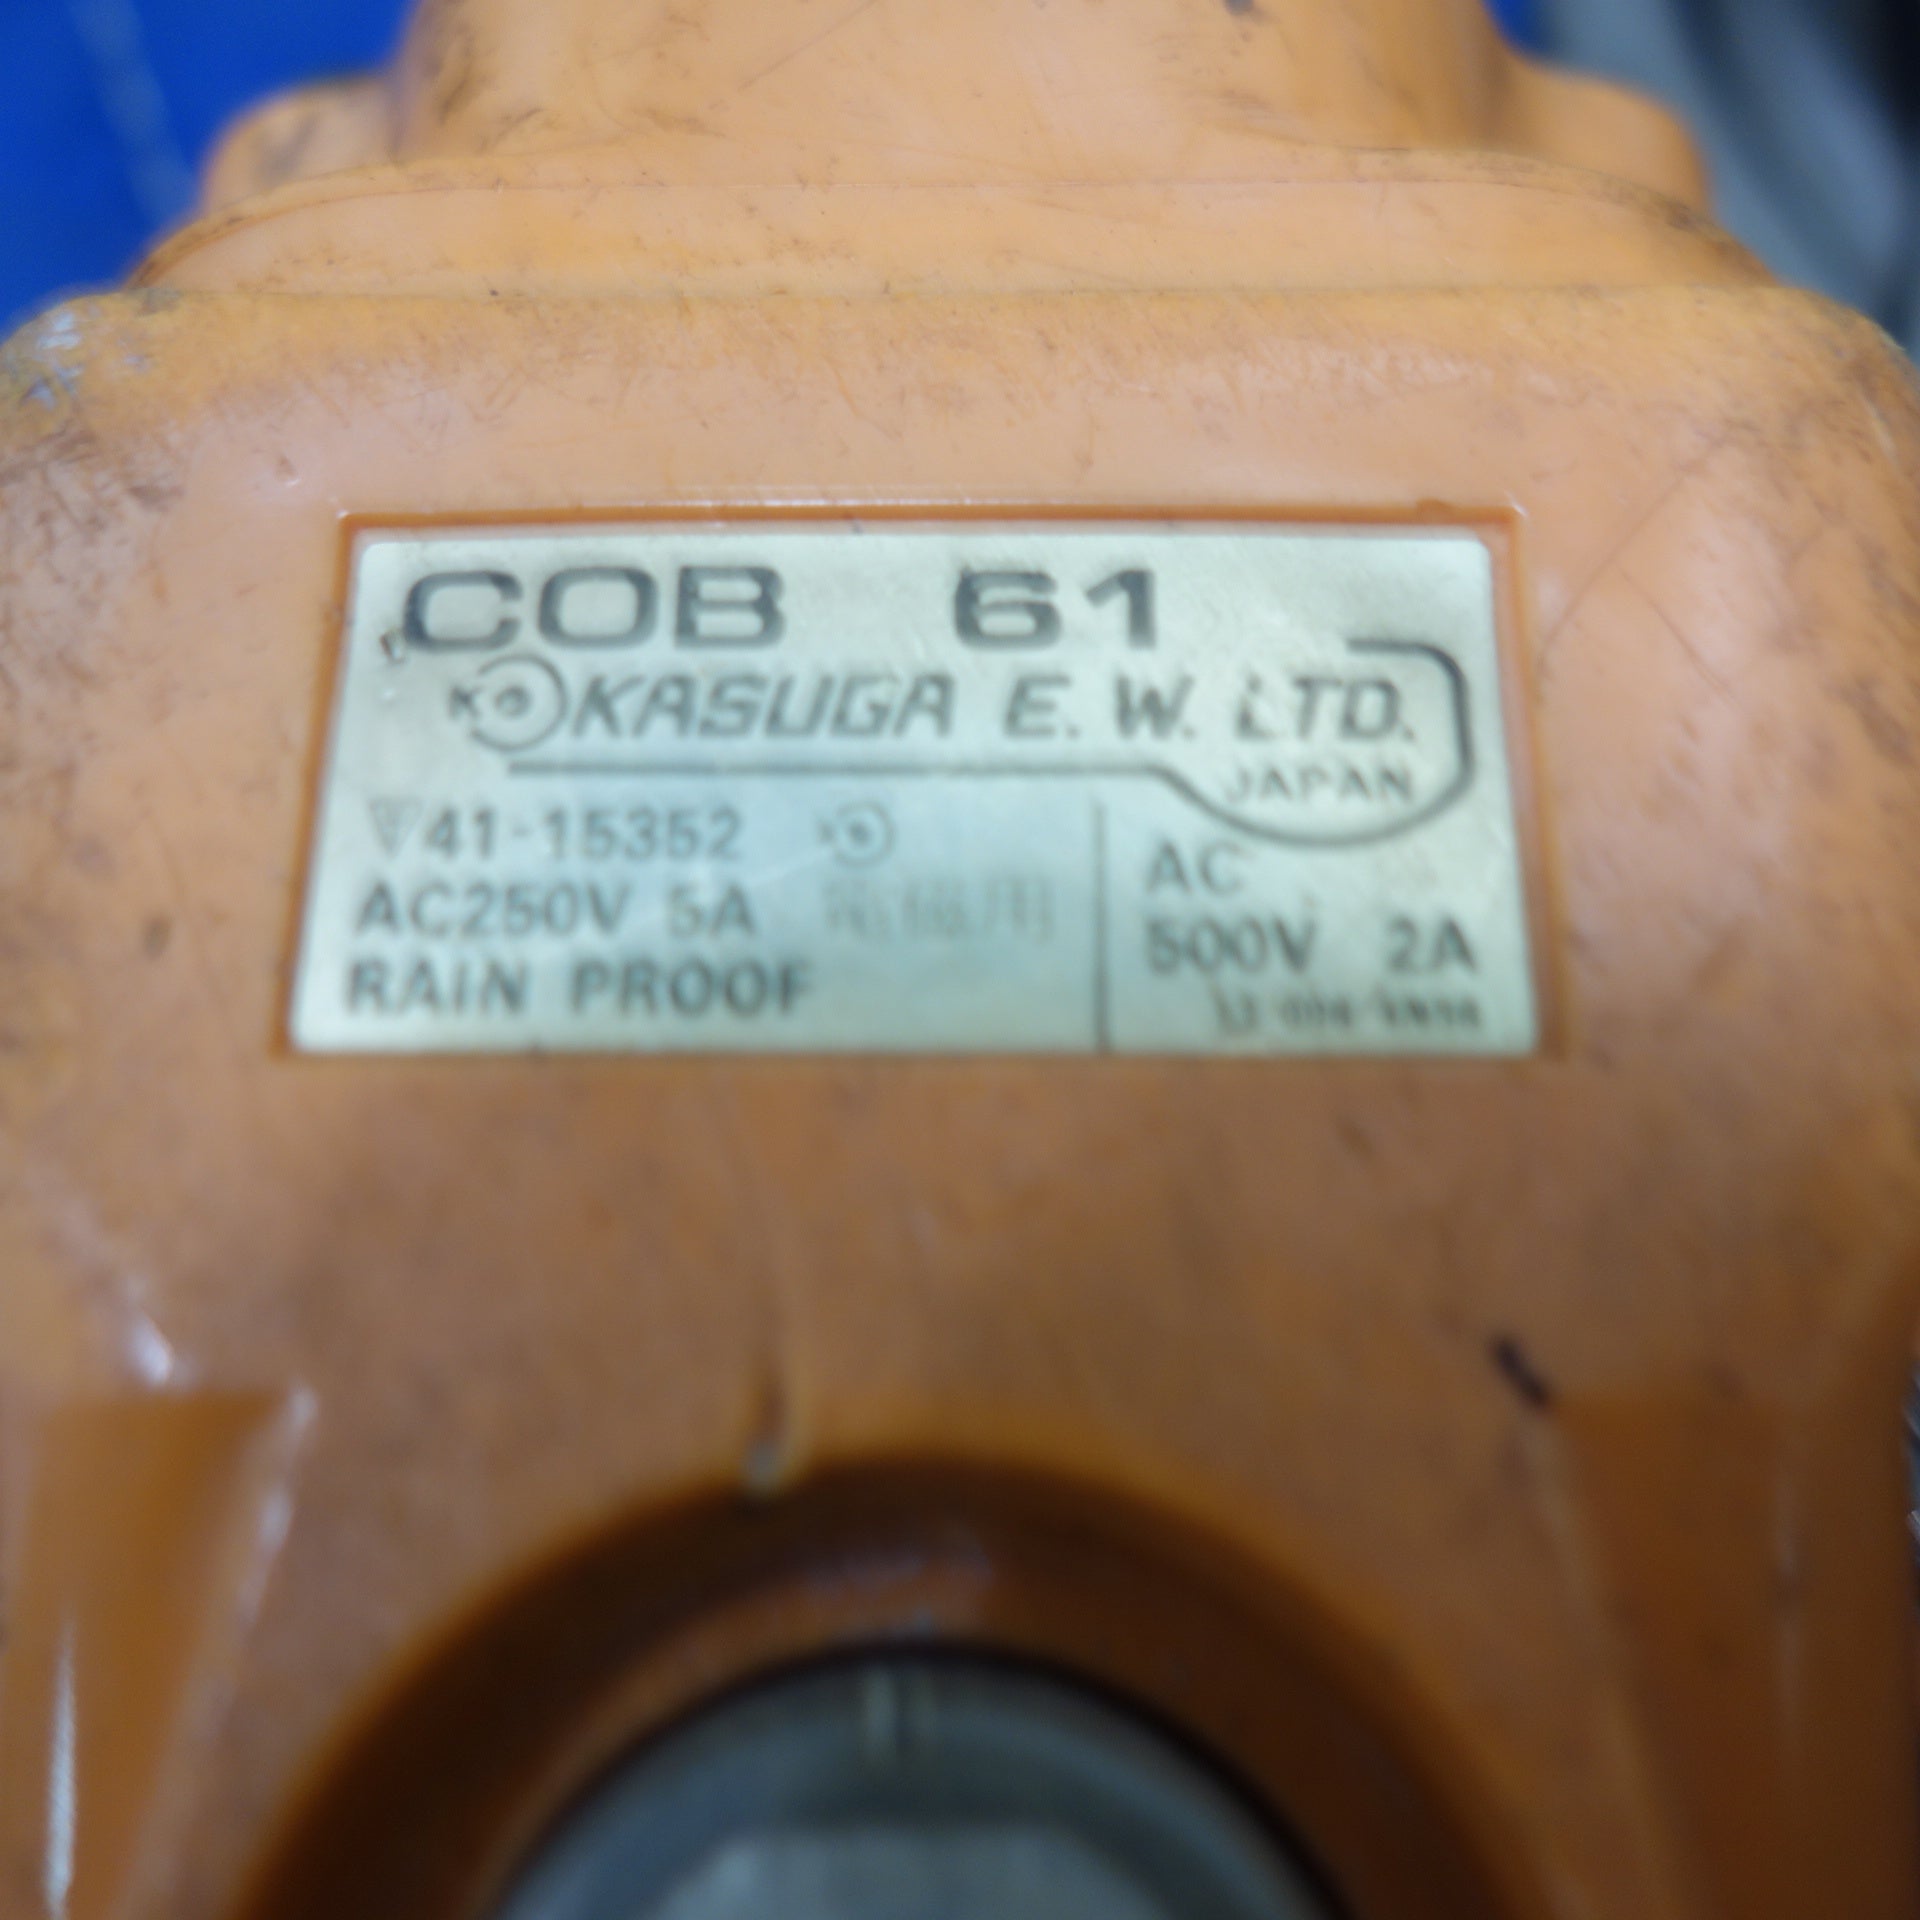 COB 61
KASUGA E. W. LTD.
JAPAN
41-15352
AC250V 5A
RAIN PROOF
AC
500V 2A